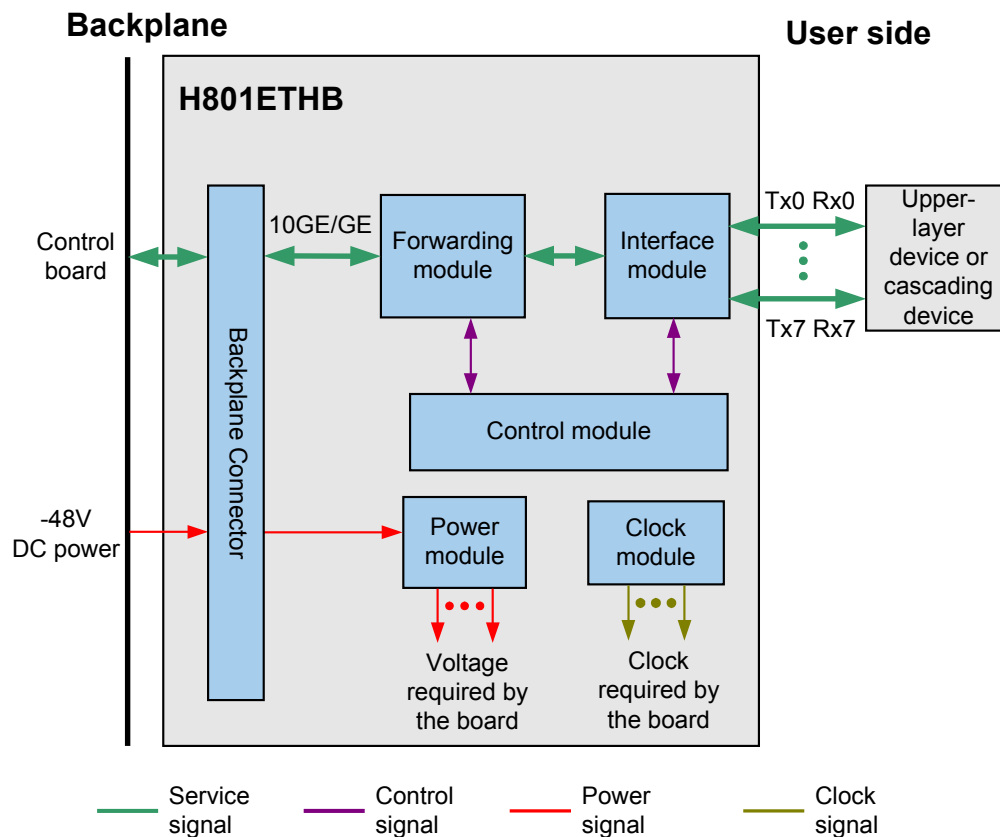 Backplane
User side
H801ETHB
Control
board
10GE/GE
Forwarding
module
Interface
module
Tx0 Rx0
Tx7 Rx7
Upper-
layer
device or
cascading
device
Backplane Connector
Control module
-48V
DC power
Power
module
Clock
module
Voltage
required by
the board
Clock
required by
the board
Service
signal
Control
signal
Power
signal
Clock
signal